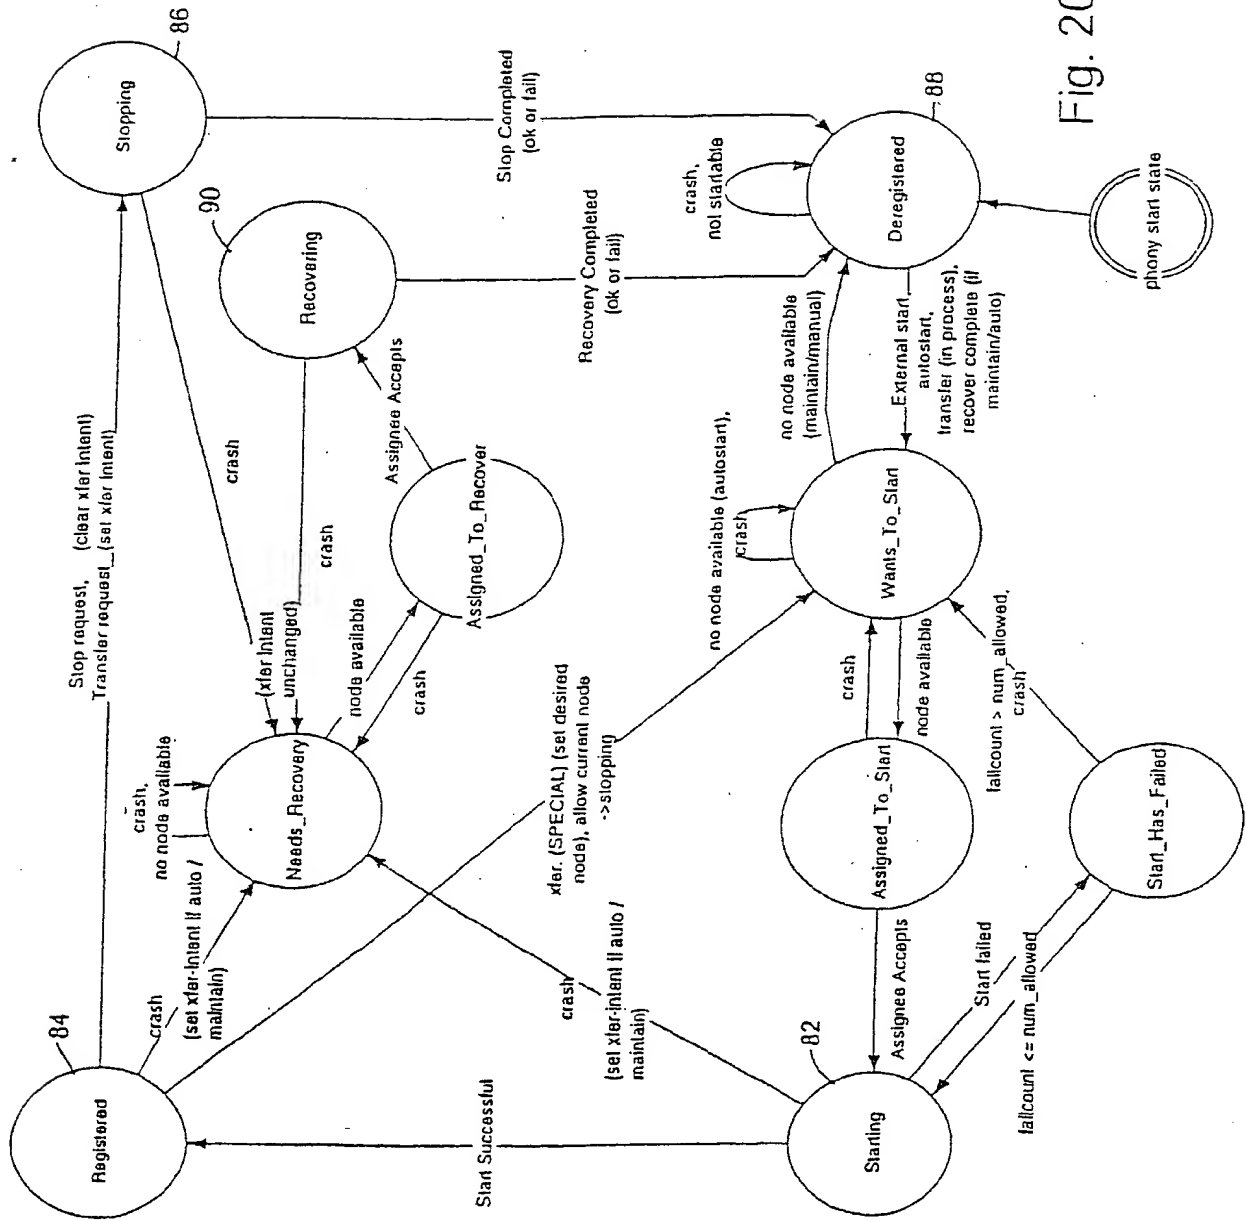 86
Stopping
Stop request, (clear xfer intent)
Transfer request_ (set xfer intent)
crash
Stop Completed
(ok or fail)
90
Recovering
Recovery Completed
(ok or fail)
crash
(xfer intent
unchanged)
Assignee Accepts
Assigned_To_Recover
node available
crash
crash,
no node available
Needs_Recovery
84
Registered
crash
(set xfer-intent if auto /
maintain)
xfer. (SPECIAL) (set desired
node), allow current node
->stopping
crash
(set xfer-intent if auto /
maintain)
Start Successful
82
Starting
Assignee Accepts
Assigned_To_Start
crash
node available
Wants_To_Start
no node available (autostart),
crash
no node available
(maintain/manual)
External start,
autostart,
transfer (in process),
recover complete (if
maintain/auto)
crash,
not startable
Deregistered
88
phony start state
Start failed
failcount <= num_allowed
Start_Has_Failed
failcount > num_allowed,
crash
Fig. 20